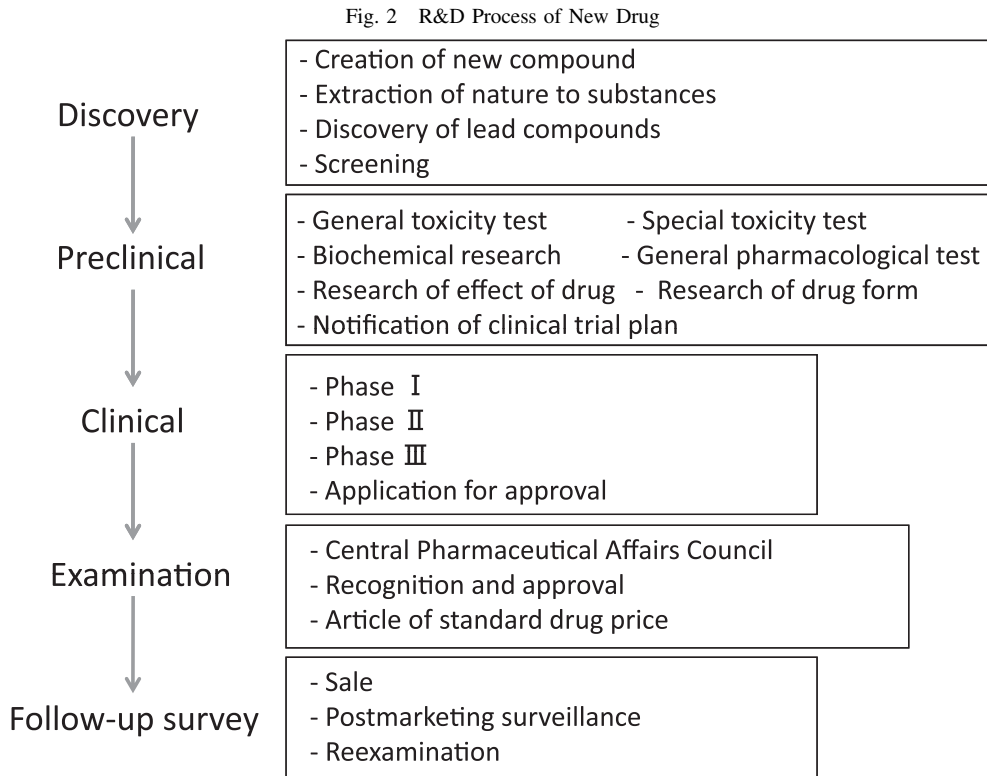 Fig. 2 R&D Process of New Drug
Discovery
- Creation of new compound
- Extraction of nature to substances
- Discovery of lead compounds
- Screening
Preclinical
- General toxicity test - Special toxicity test
- Biochemical research - General pharmacological test
- Research of effect of drug - Research of drug form
- Notification of clinical trial plan
Clinical
- Phase Ⅰ
- Phase Ⅱ
- Phase Ⅲ
- Application for approval
Examination
- Central Pharmaceutical Affairs Council
- Recognition and approval
- Article of standard drug price
Follow-up survey
- Sale
- Postmarketing surveillance
- Reexamination